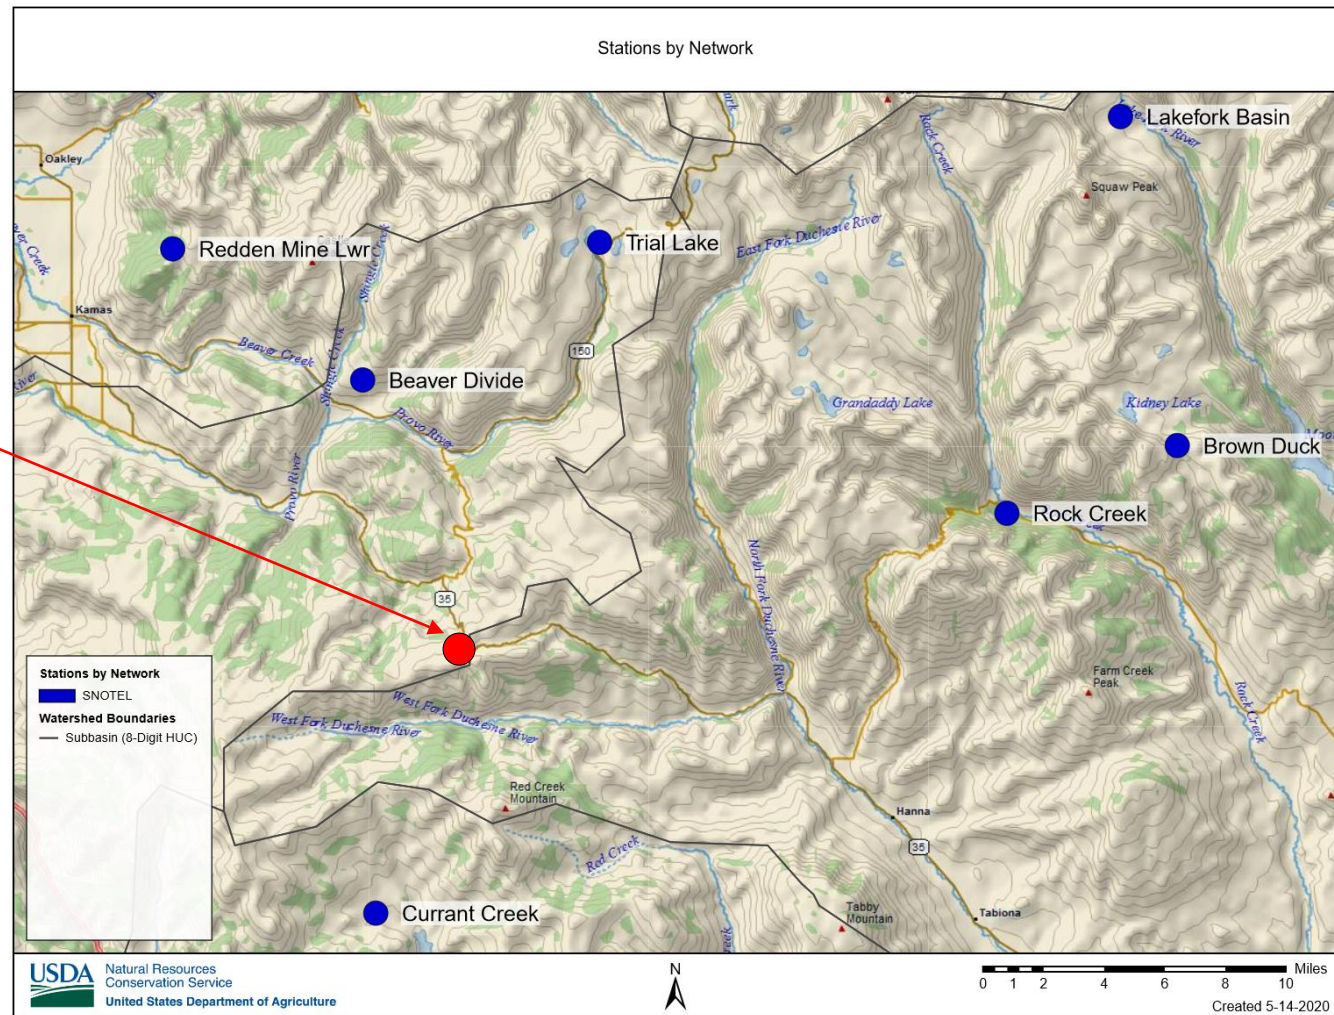 Stations by Network
Lakefork Basin
Rock Creek
Oakley
Squaw Peak
East Fork Duchesne River
Trial Lake
Redden Mine Lwr
Shingle Creek
Kamas
Beaver Creek
Shingle Creek
150
Beaver Divide
Grandaddy Lake
Kidney Lake
River
Provo River
Brown Duck
Provo River
Rock Creek
North Fork Duchesne River
35
Stations by Network
SNOTEL
Watershed Boundaries
Subbasin (8-Digit HUC)
Farm Creek
Peak
Rock Creek
West Fork Duchesne River
West Fork Duchesne River
Red Creek
Mountain
Hanna
35
Red Creek
Currant Creek
Tabby
Mountain
Tabiona
USDA
Natural Resources
Conservation Service
United States Department of Agriculture
N
0 1 2 4 6 8 10 Miles
Created 5-14-2020